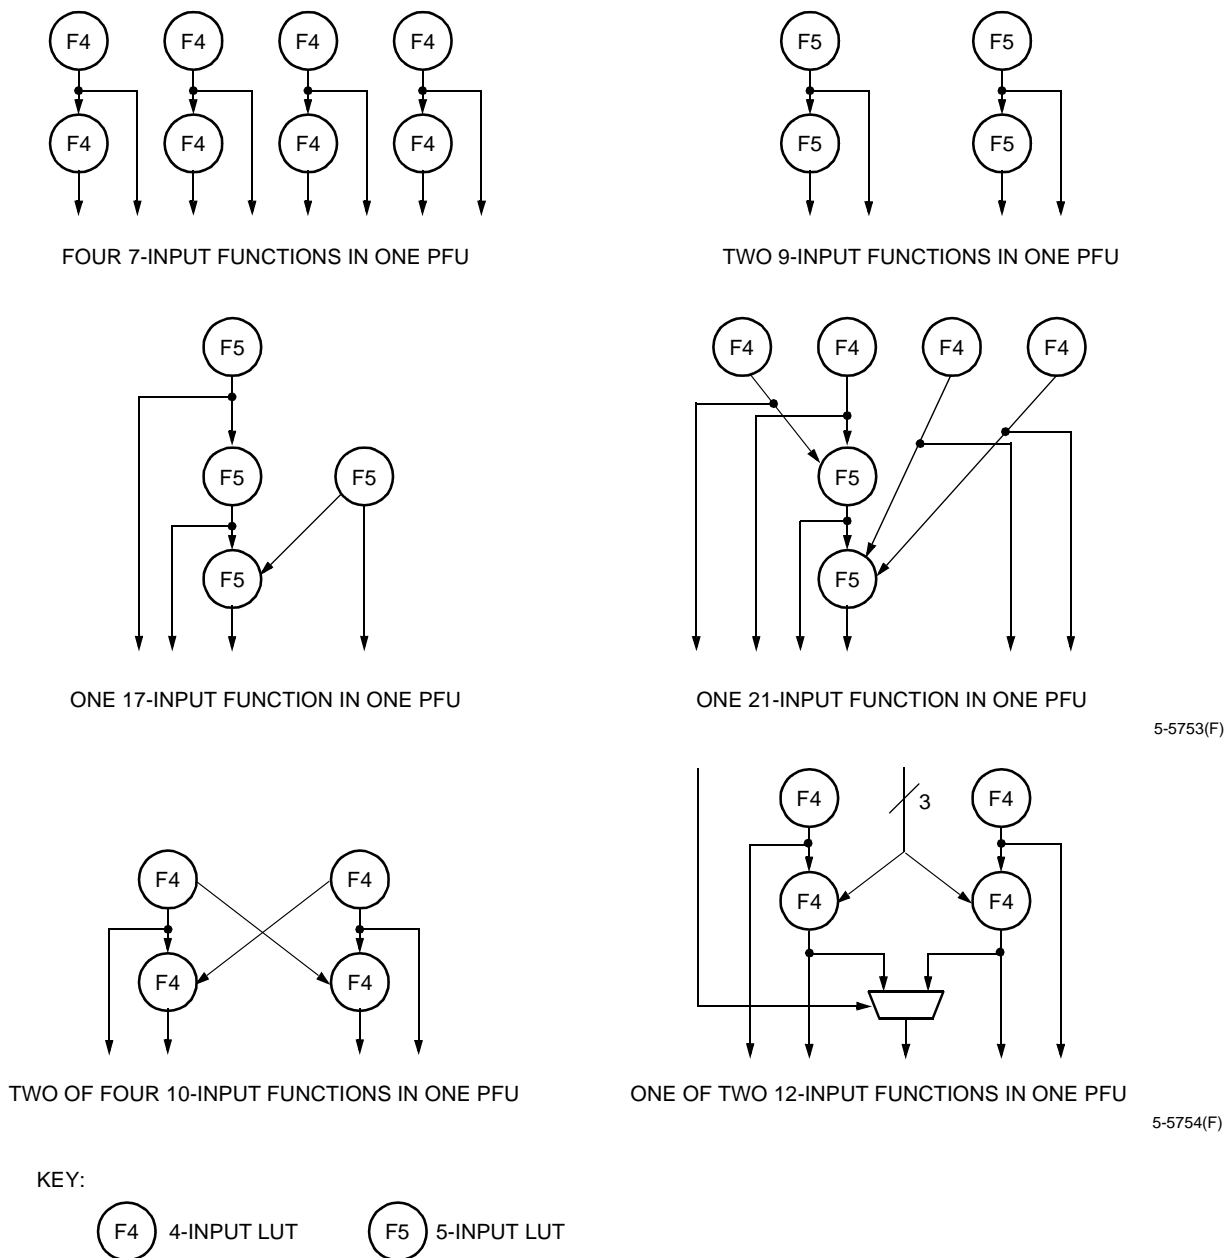 F4 F4 F4 F4
F4 F4 F4 F4
FOUR 7-INPUT FUNCTIONS IN ONE PFU
F5 F5
F5 F5
TWO 9-INPUT FUNCTIONS IN ONE PFU
F5
F5 F5
F5
ONE 17-INPUT FUNCTION IN ONE PFU
F4 F4 F4 F4
F5
F5
ONE 21-INPUT FUNCTION IN ONE PFU
5-5753(F)
F4 F4
F4 F4
TWO OF FOUR 10-INPUT FUNCTIONS IN ONE PFU
F4 3 F4
F4 F4
ONE OF TWO 12-INPUT FUNCTIONS IN ONE PFU
5-5754(F)
KEY:
F4 4-INPUT LUT F5 5-INPUT LUT